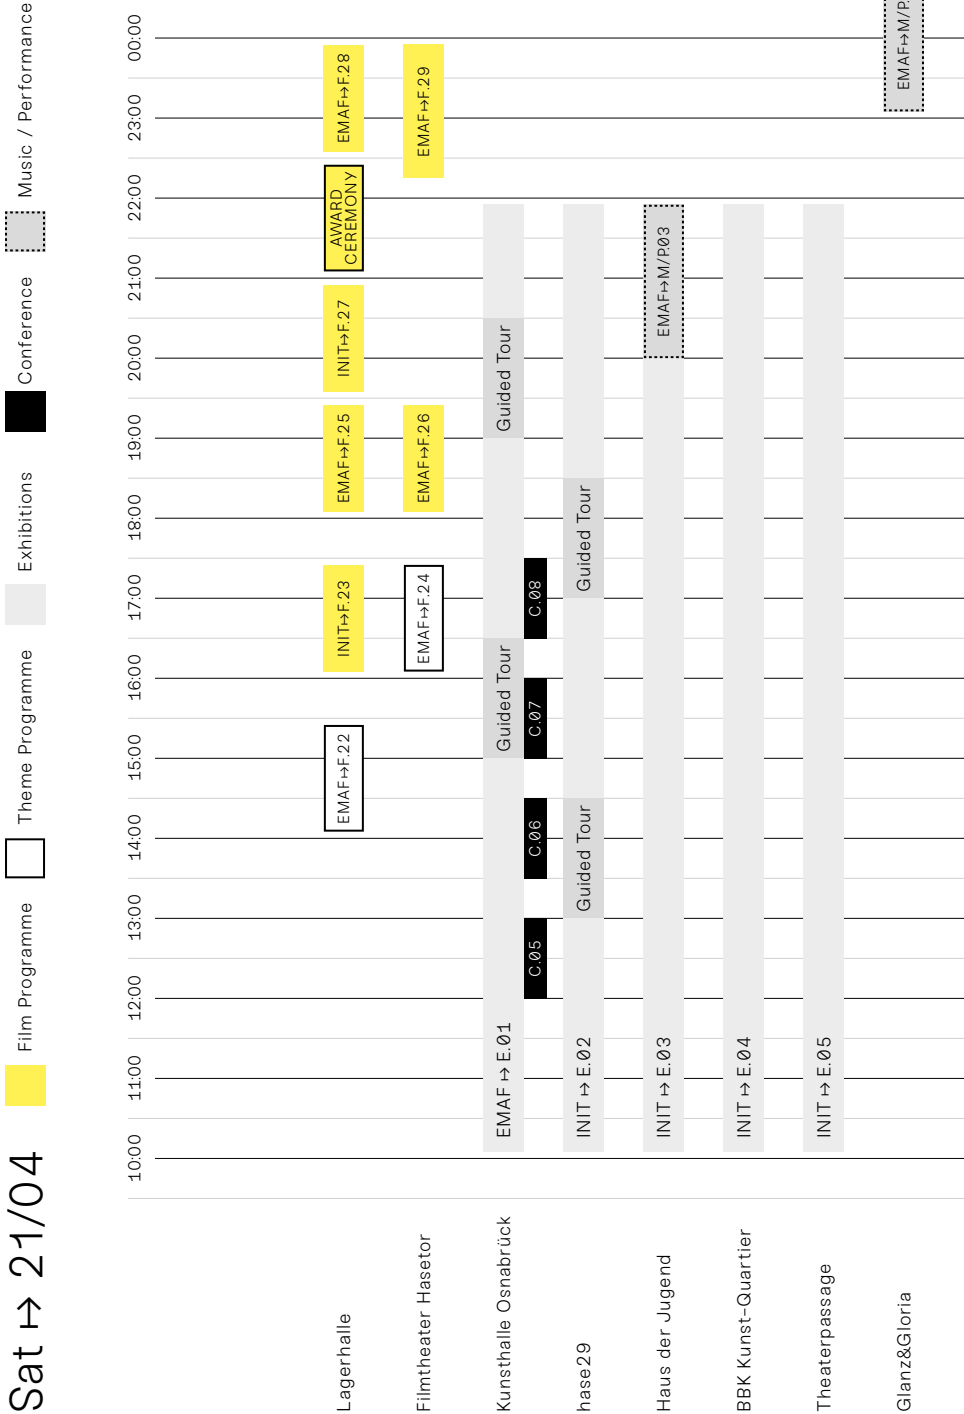 Sat ↦ 21/04
Film Programme
Theme Programme
Exhibitions
Conference
Music / Performance
10:00
11:00
12:00
13:00
14:00
15:00
16:00
17:00
18:00
19:00
20:00
21:00
22:00
23:00
00:00
Lagerhalle
EMAF↦F.22
INIT↦F.23
EMAF↦F.25
INIT↦F.27
AWARD
CEREMONY
EMAF↦F.28
Filmtheater Hasetor
EMAF↦F.24
EMAF↦F.26
EMAF↦F.29
Kunsthalle Osnabrück
EMAF ↦ E.01
Guided Tour
Guided Tour
C.05
C.06
C.07
C.08
hase29
INIT ↦ E.02
Guided Tour
Guided Tour
Haus der Jugend
INIT ↦ E.03
EMAF↦M/P.03
BBK Kunst-Quartier
INIT ↦ E.04
Theaterpassage
INIT ↦ E.05
Glanz&Gloria
EMAF↦M/P.